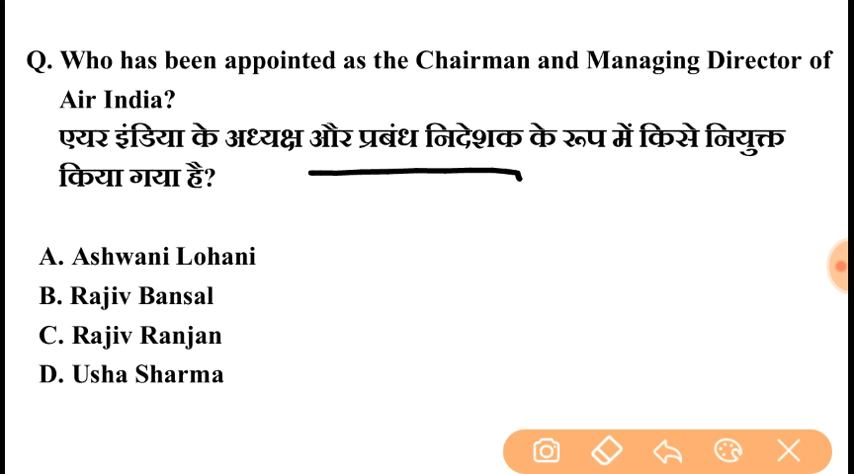 Q. Who has been appointed as the Chairman and Managing Director of
Air India?
एयर इंडिया के अध्यक्ष और प्रबंध निदेशक के रूप में किसे नियुक्त
किया गया है?
A. Ashwani Lohani
B. Rajiv Bansal
C. Rajiv Ranjan
D. Usha Sharma